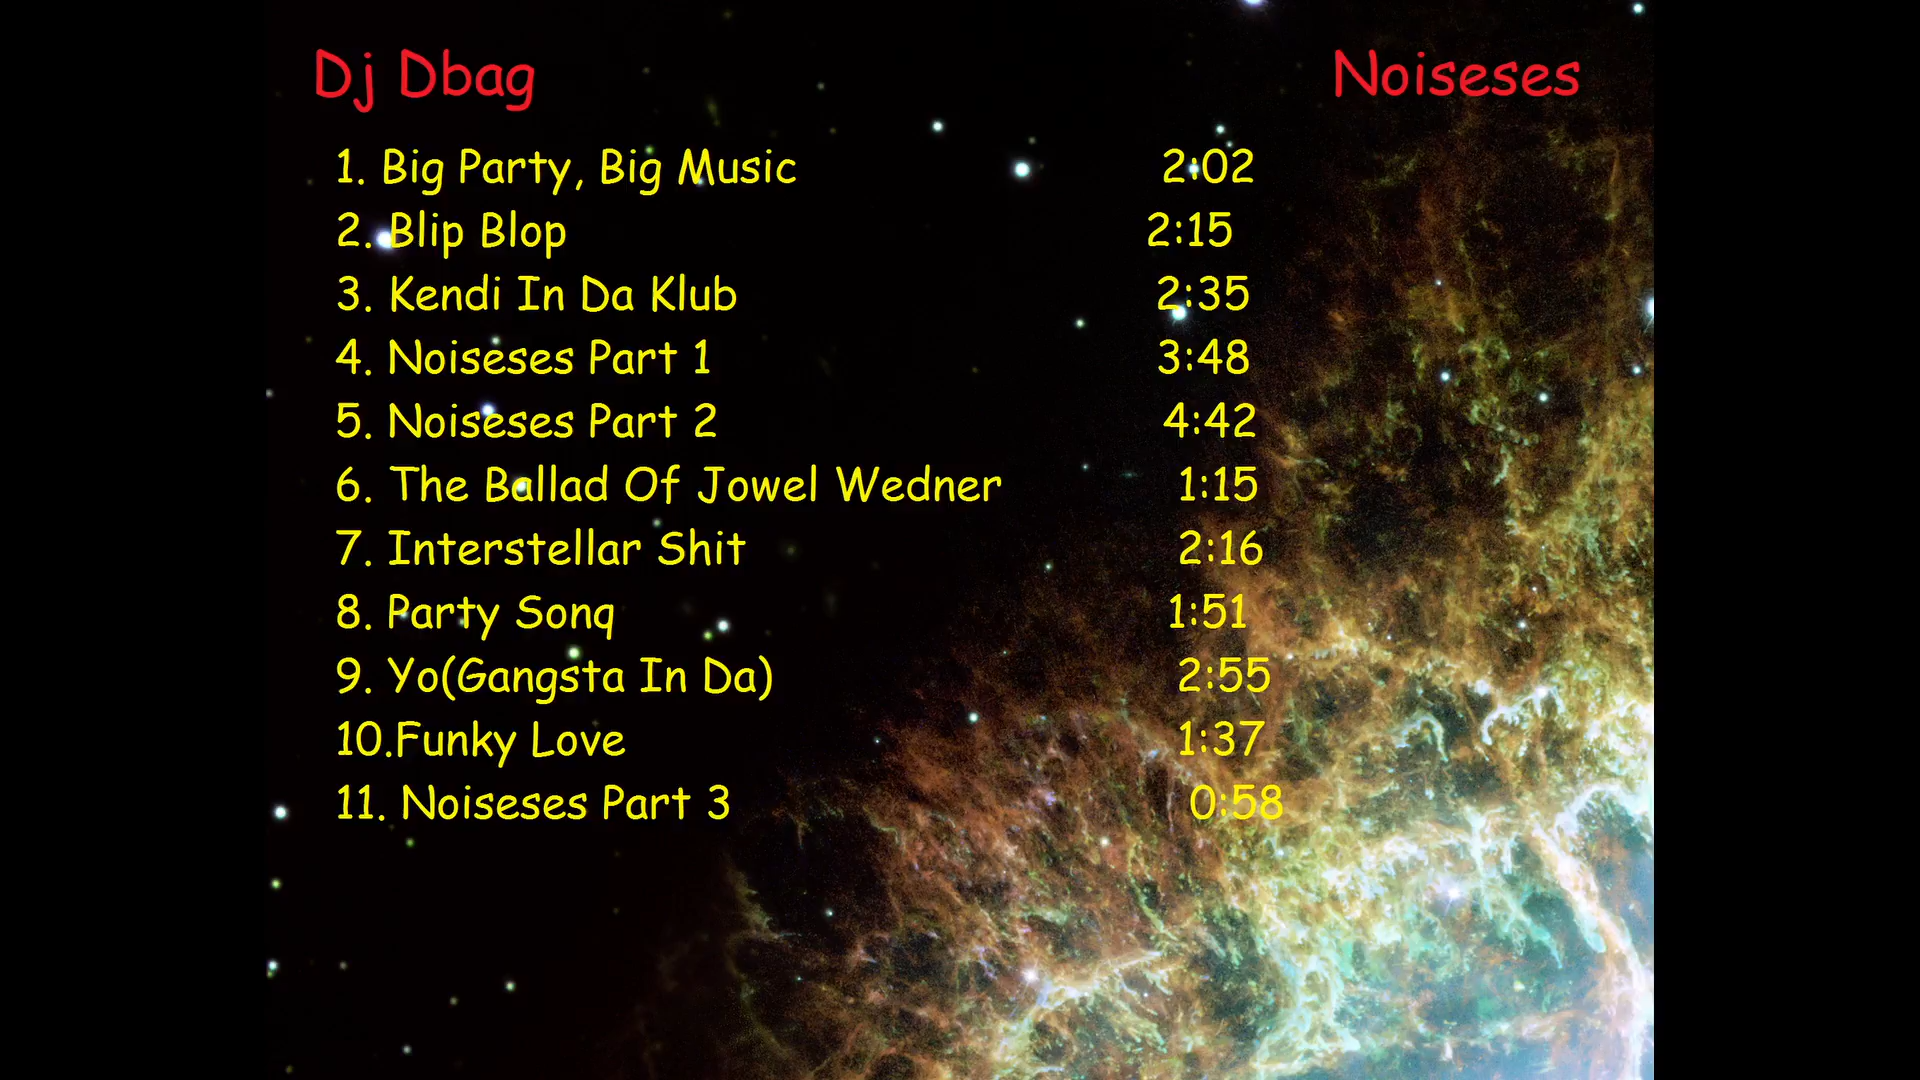 Dj Dbag Noiseses
1. Big Party, Big Music 2:02
2. Blip Blop 2:15
3. Kendi In Da Klub 2:35
4. Noiseses Part 1 3:48
5. Noiseses Part 2 4:42
6. The Ballad Of Jowel Wedner 1:15
7. Interstellar Shit 2:16
8. Party Sonq 1:51
9. Yo(Gangsta In Da) 2:55
10.Funky Love 1:37
11. Noiseses Part 3 0:58